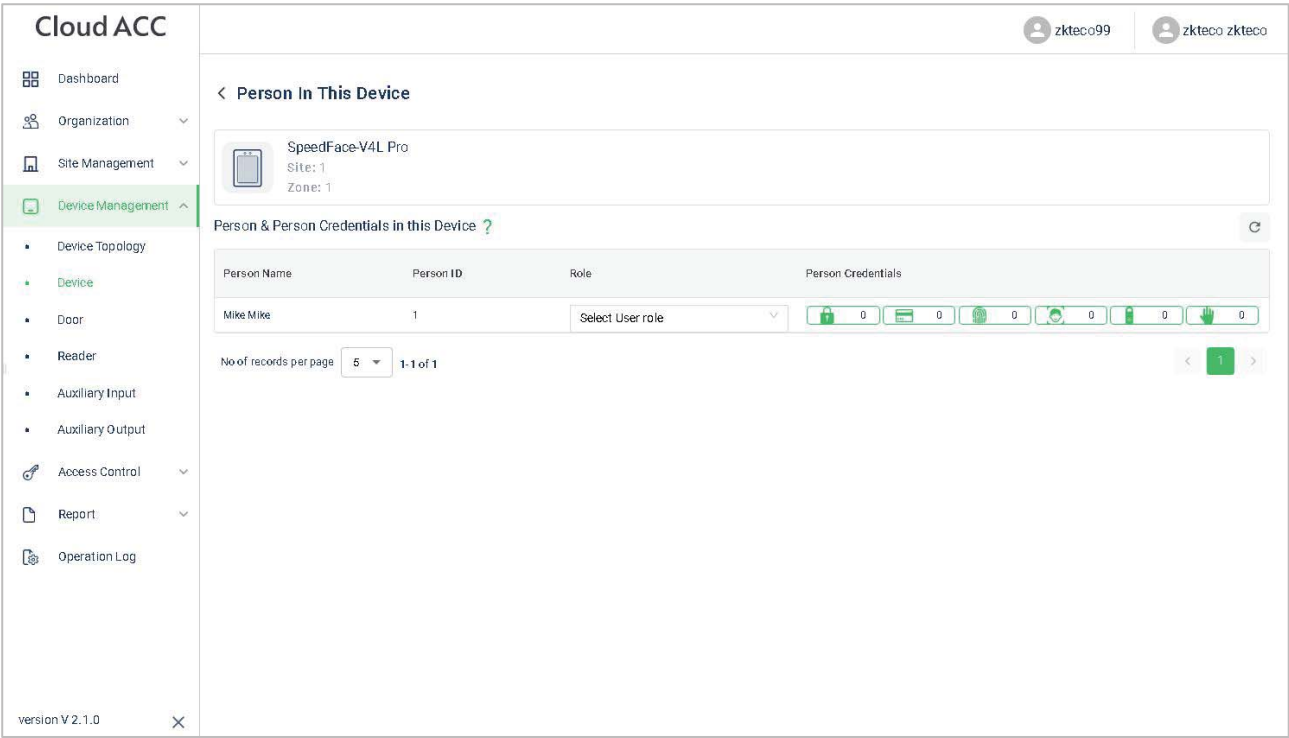 Cloud ACC
zkteco99
zkteco zkteco
Dashboard
Organization
Site Management
Device Management
Device Topology
Device
Door
Reader
Auxiliary Input
Auxiliary Output
Access Control
Report
Operation Log
version V 2.1.0
< Person In This Device
SpeedFace-V4L Pro
Site: 1
Zone: 1
Person & Person Credentials in this Device ?
Person Name Person ID Role Person Credentials
Mike Mike 1 Select User role 0 0 0 0 0 0
No of records per page 5 1-1 of 1 < 1 >